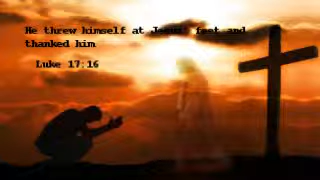 He threw himself at Jesus' feet and
thanked him
Luke 17:16